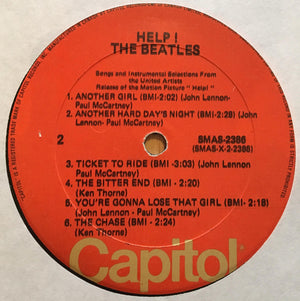 HELP !
THE BEATLES
Songs and Instrumental Selections From
the United Artists
Release of the Motion Picture " Help! "
1. ANOTHER GIRL (BMI-2:02) (John Lennon-
Paul McCartney)
2. ANOTHER HARD DAY'S NIGHT (BMI-2:28) (John
Lennon- Paul McCartney)
2
SMAS-2386
(SMAS-X-2-2386)
3. TICKET TO RIDE (BMI -3:03) (John Lennon
Paul McCartney)
4. THE BITTER END (BMI - 2:20)
(Ken Thorne)
5. YOU'RE GONNA LOSE THAT GIRL (BMI - 2:18)
(John Lennon - Paul McCartney)
6. THE CHASE (BMI - 2:24)
(Ken Thorne)
Capitol